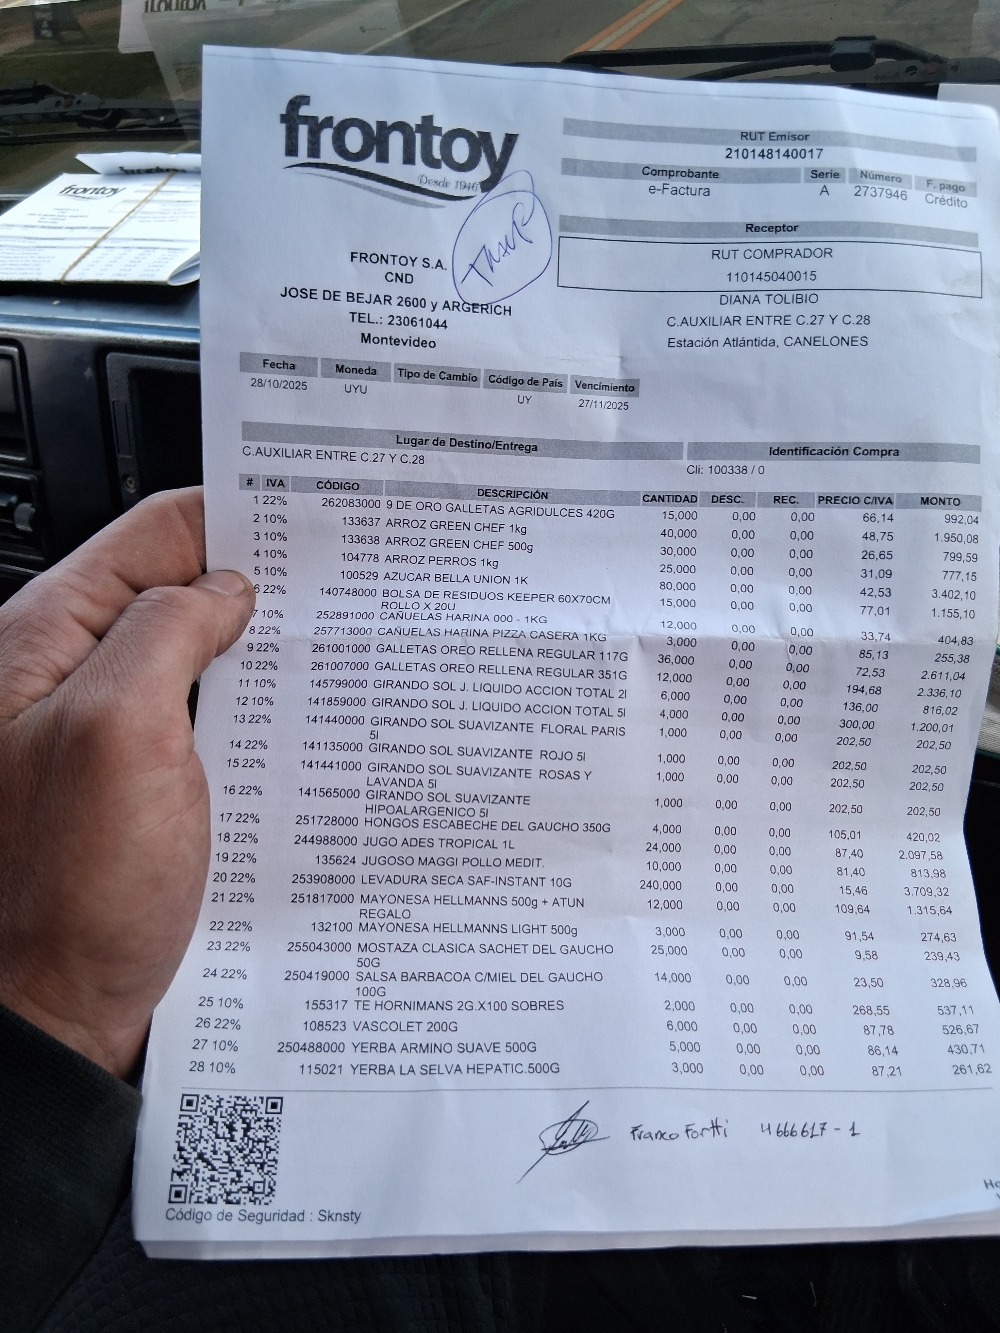 frontoy
Desde 1946
RUT Emisor
210148140017
Comprobante Serie Número F. pago
e-Factura A 2737946 Crédito
Receptor
RUT COMPRADOR
110145040015
DIANA TOLIBIO
C.AUXILIAR ENTRE C.27 Y C.28
Estación Atlántida, CANELONES
FRONTOY S.A.
CND
JOSE DE BEJAR 2600 y ARGERICH
TEL.: 23061044
Montevideo
Fecha Moneda Tipo de Cambio Código de País Vencimiento
28/10/2025 UYU UY 27/11/2025
Lugar de Destino/Entrega Identificación Compra
C.AUXILIAR ENTRE C.27 Y C.28 Cli: 100338 / 0
# IVA CÓDIGO DESCRIPCIÓN CANTIDAD DESC. REC. PRECIO C/IVA MONTO
1 22% 262083000 9 DE ORO GALLETAS AGRIDULCES 420G 15,000 0,00 0,00 66,14 992,04
2 10% 133637 ARROZ GREEN CHEF 1kg 40,000 0,00 0,00 48,75 1.950,08
3 10% 133638 ARROZ GREEN CHEF 500g 30,000 0,00 0,00 26,65 799,59
4 10% 104778 ARROZ PERROS 1kg 25,000 0,00 0,00 31,09 777,15
5 10% 100529 AZUCAR BELLA UNION 1K 80,000 0,00 0,00 42,53 3.402,10
6 22% 140748000 BOLSA DE RESIDUOS KEEPER 60X70CM 15,000 0,00 0,00 77,01 1.155,10
ROLLO X 20U
7 10% 252891000 CAÑUELAS HARINA 000 - 1KG 12,000 0,00 0,00 33,74 404,83
8 22% 257713000 CAÑUELAS HARINA PIZZA CASERA 1KG 3,000 0,00 0,00 85,13 255,38
9 22% 261001000 GALLETAS OREO RELLENA REGULAR 117G 36,000 0,00 0,00 72,53 2.611,04
10 22% 261007000 GALLETAS OREO RELLENA REGULAR 351G 12,000 0,00 0,00 194,68 2.336,10
11 10% 145799000 GIRANDO SOL J. LIQUIDO ACCION TOTAL 2l 6,000 0,00 0,00 136,00 816,02
12 10% 141859000 GIRANDO SOL J. LIQUIDO ACCION TOTAL 5l 4,000 0,00 0,00 300,00 1.200,01
13 22% 141440000 GIRANDO SOL SUAVIZANTE FLORAL PARIS 1,000 0,00 0,00 202,50 202,50
5l
14 22% 141135000 GIRANDO SOL SUAVIZANTE ROJO 5l 1,000 0,00 0,00 202,50 202,50
15 22% 141441000 GIRANDO SOL SUAVIZANTE ROSAS Y 1,000 0,00 0,00 202,50 202,50
LAVANDA 5l
16 22% 141565000 GIRANDO SOL SUAVIZANTE 1,000 0,00 0,00 202,50 202,50
HIPOALARGENICO 5l
17 22% 251728000 HONGOS ESCABECHE DEL GAUCHO 350G 4,000 0,00 0,00 105,01 420,02
18 22% 244988000 JUGO ADES TROPICAL 1L 24,000 0,00 0,00 87,40 2.097,58
19 22% 135624 JUGOSO MAGGI POLLO MEDIT. 10,000 0,00 0,00 81,40 813,98
20 22% 253908000 LEVADURA SECA SAF-INSTANT 10G 240,000 0,00 0,00 15,46 3.709,32
21 22% 251817000 MAYONESA HELLMANNS 500g + ATUN 12,000 0,00 0,00 109,64 1.315,64
REGALO
22 22% 132100 MAYONESA HELLMANNS LIGHT 500g 3,000 0,00 0,00 91,54 274,63
23 22% 255043000 MOSTAZA CLASICA SACHET DEL GAUCHO 25,000 0,00 0,00 9,58 239,43
50G
24 22% 250419000 SALSA BARBACOA C/MIEL DEL GAUCHO 14,000 0,00 0,00 23,50 328,96
100G
25 10% 155317 TE HORNIMANS 2G.X100 SOBRES 2,000 0,00 0,00 268,55 537,11
26 22% 108523 VASCOLET 200G 6,000 0,00 0,00 87,78 526,67
27 10% 250488000 YERBA ARMINO SUAVE 500G 5,000 0,00 0,00 86,14 430,71
28 10% 115021 YERBA LA SELVA HEPATIC.500G 3,000 0,00 0,00 87,21 261,62
Franco Fortti 4666617-1
Código de Seguridad : Sknsty
frontoy